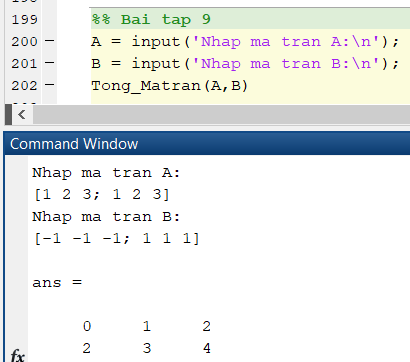 199 %% Bai tap 9
200 – A = input('Nhap ma tran A:\n');
201 – B = input('Nhap ma tran B:\n');
202 – Tong_Matran(A,B)
Command Window
Nhap ma tran A:
[1 2 3; 1 2 3]
Nhap ma tran B:
[-1 -1 -1; 1 1 1]
ans =
0 1 2
2 3 4
fx